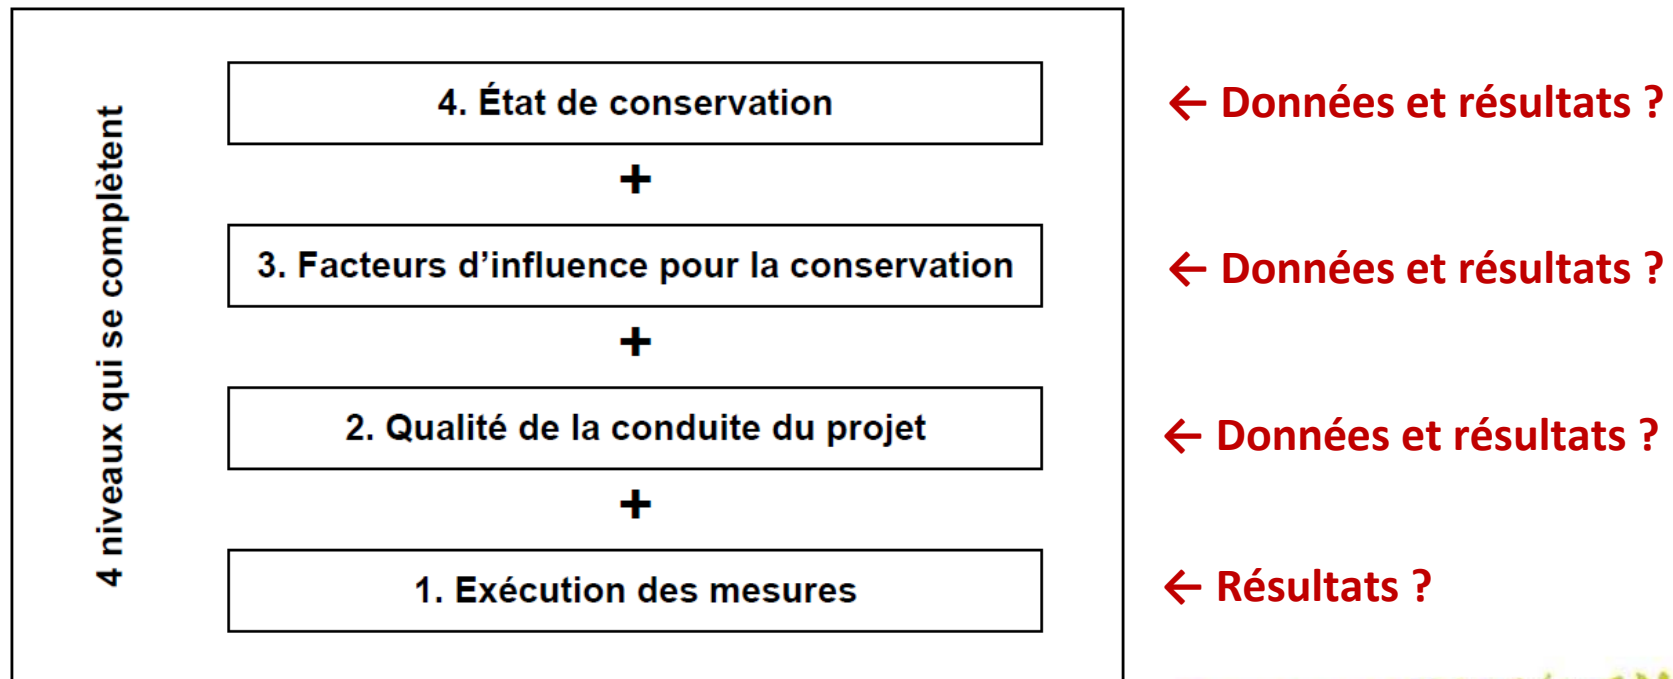 4 niveaux qui se complètent
4. État de conservation
← Données et résultats ?
+
3. Facteurs d'influence pour la conservation
← Données et résultats ?
+
2. Qualité de la conduite du projet
← Données et résultats ?
+
1. Exécution des mesures
← Résultats ?